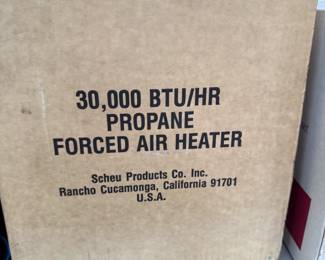 30,000 BTU/HR
PROPANE
FORCED AIR HEATER
Scheu Products Co. Inc.
Rancho Cucamonga, California 91701
U.S.A.